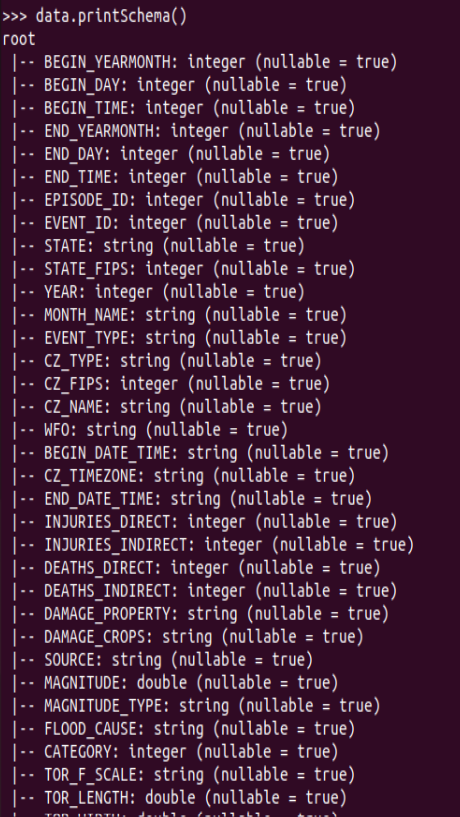 >>> data.printSchema()
root
 |-- BEGIN_YEARMONTH: integer (nullable = true)
 |-- BEGIN_DAY: integer (nullable = true)
 |-- BEGIN_TIME: integer (nullable = true)
 |-- END_YEARMONTH: integer (nullable = true)
 |-- END_DAY: integer (nullable = true)
 |-- END_TIME: integer (nullable = true)
 |-- EPISODE_ID: integer (nullable = true)
 |-- EVENT_ID: integer (nullable = true)
 |-- STATE: string (nullable = true)
 |-- STATE_FIPS: integer (nullable = true)
 |-- YEAR: integer (nullable = true)
 |-- MONTH_NAME: string (nullable = true)
 |-- EVENT_TYPE: string (nullable = true)
 |-- CZ_TYPE: string (nullable = true)
 |-- CZ_FIPS: integer (nullable = true)
 |-- CZ_NAME: string (nullable = true)
 |-- WFO: string (nullable = true)
 |-- BEGIN_DATE_TIME: string (nullable = true)
 |-- CZ_TIMEZONE: string (nullable = true)
 |-- END_DATE_TIME: string (nullable = true)
 |-- INJURIES_DIRECT: integer (nullable = true)
 |-- INJURIES_INDIRECT: integer (nullable = true)
 |-- DEATHS_DIRECT: integer (nullable = true)
 |-- DEATHS_INDIRECT: integer (nullable = true)
 |-- DAMAGE_PROPERTY: string (nullable = true)
 |-- DAMAGE_CROPS: string (nullable = true)
 |-- SOURCE: string (nullable = true)
 |-- MAGNITUDE: double (nullable = true)
 |-- MAGNITUDE_TYPE: string (nullable = true)
 |-- FLOOD_CAUSE: string (nullable = true)
 |-- CATEGORY: integer (nullable = true)
 |-- TOR_F_SCALE: string (nullable = true)
 |-- TOR_LENGTH: double (nullable = true)